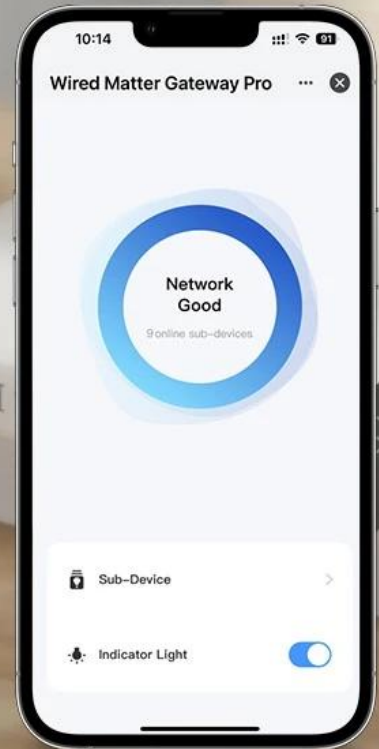 10:14
91
Wired Matter Gateway Pro
Network
Good
9 online sub-devices
Sub-Device
Indicator Light